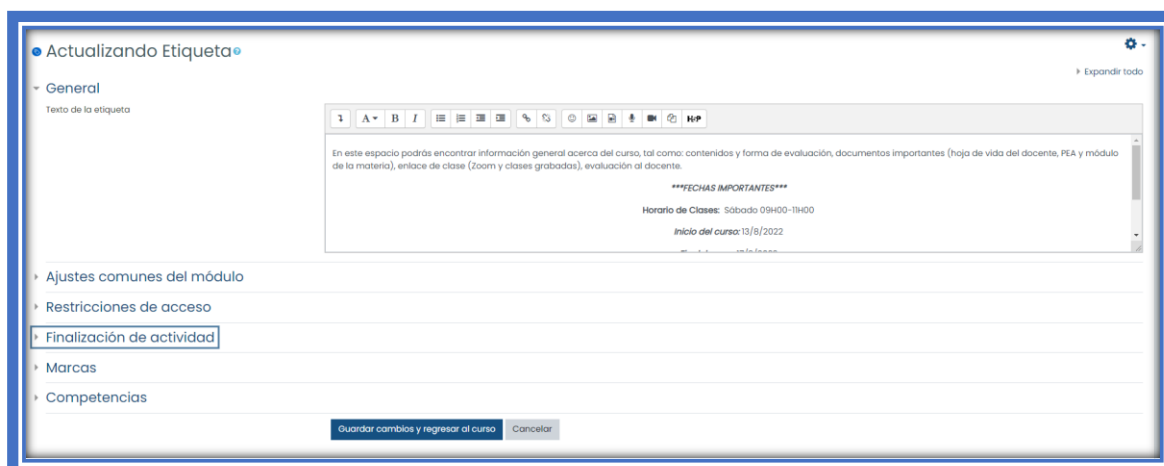 Actualizando Etiqueta
Expandir todo
General
Texto de la etiqueta
A B I H5P
En este espacio podrás encontrar información general acerca del curso, tal como: contenidos y forma de evaluación, documentos importantes (hoja de vida del docente, PEA y módulo
de la materia), enlace de clase (Zoom y clases grabadas), evaluación al docente.
***FECHAS IMPORTANTES***
Horario de Clases: Sábado 09H00-11H00
Inicio del curso: 13/8/2022
Ajustes comunes del módulo
Restricciones de acceso
Finalización de actividad
Marcas
Competencias
Guardar cambios y regresar al curso Cancelar